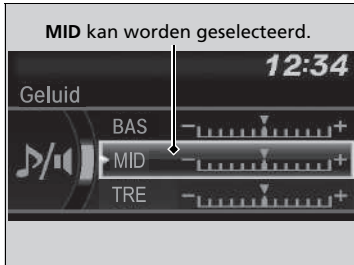 MID kan worden geselecteerd.
12:34
Geluid
BAS - +
MID - +
TRE - +